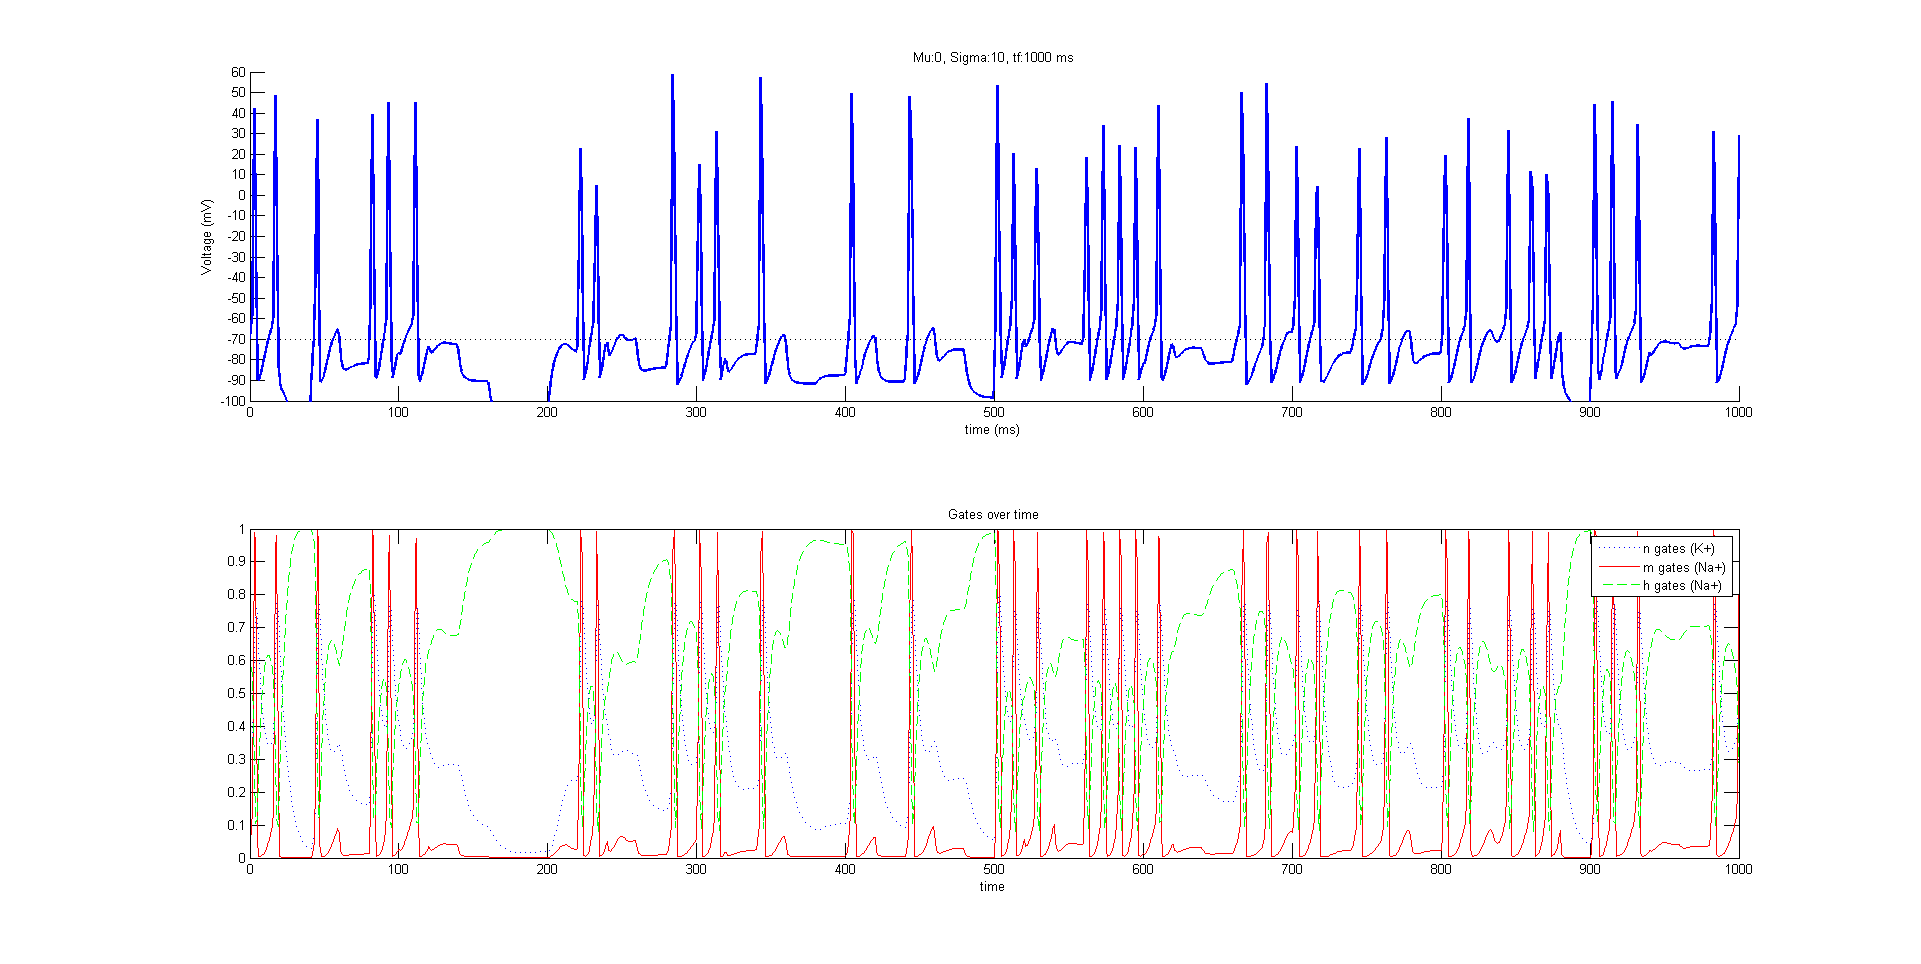 Mu:0, Sigma:10, tf:1000 ms
60
50
40
30
20
10
0
-10
-20
-30
-40
-50
-60
-70
-80
-90
-100
Voltage (mV)
0 100 200 300 400 500 600 700 800 900 1000
time (ms)
Gates over time
1
0.9
0.8
0.7
0.6
0.5
0.4
0.3
0.2
0.1
0
n gates (K+)
m gates (Na+)
h gates (Na+)
0 100 200 300 400 500 600 700 800 900 1000
time